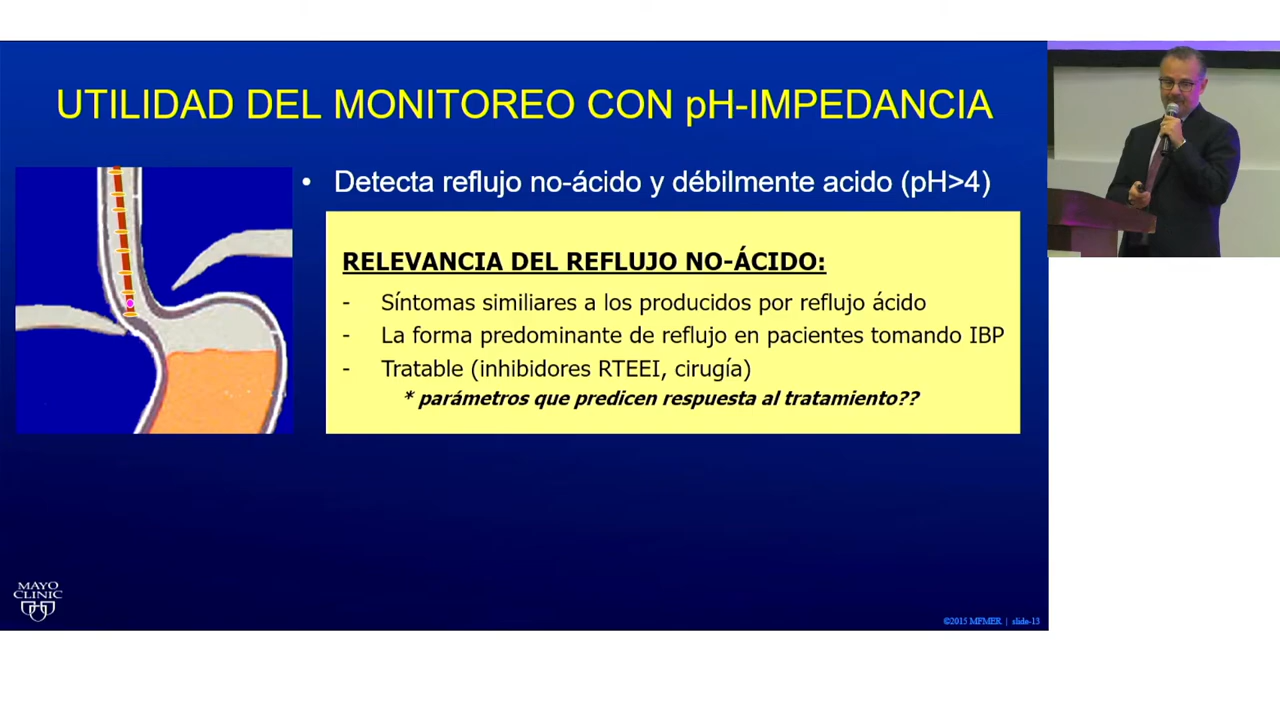 UTILIDAD DEL MONITOREO CON pH-IMPEDANCIA
• Detecta reflujo no-ácido y débilmente acido (pH>4)
RELEVANCIA DEL REFLUJO NO-ÁCIDO:
- Síntomas similiares a los producidos por reflujo ácido
- La forma predominante de reflujo en pacientes tomando IBP
- Tratable (inhibidores RTEEI, cirugía)
* parámetros que predicen respuesta al tratamiento??
MAYO
CLINIC
©2015 MFMER | slide-13